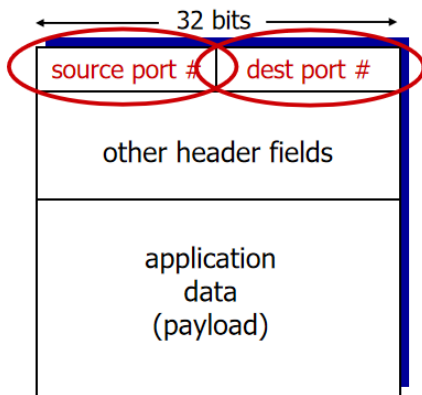 32 bits
source port # dest port #
other header fields
application
data
(payload)